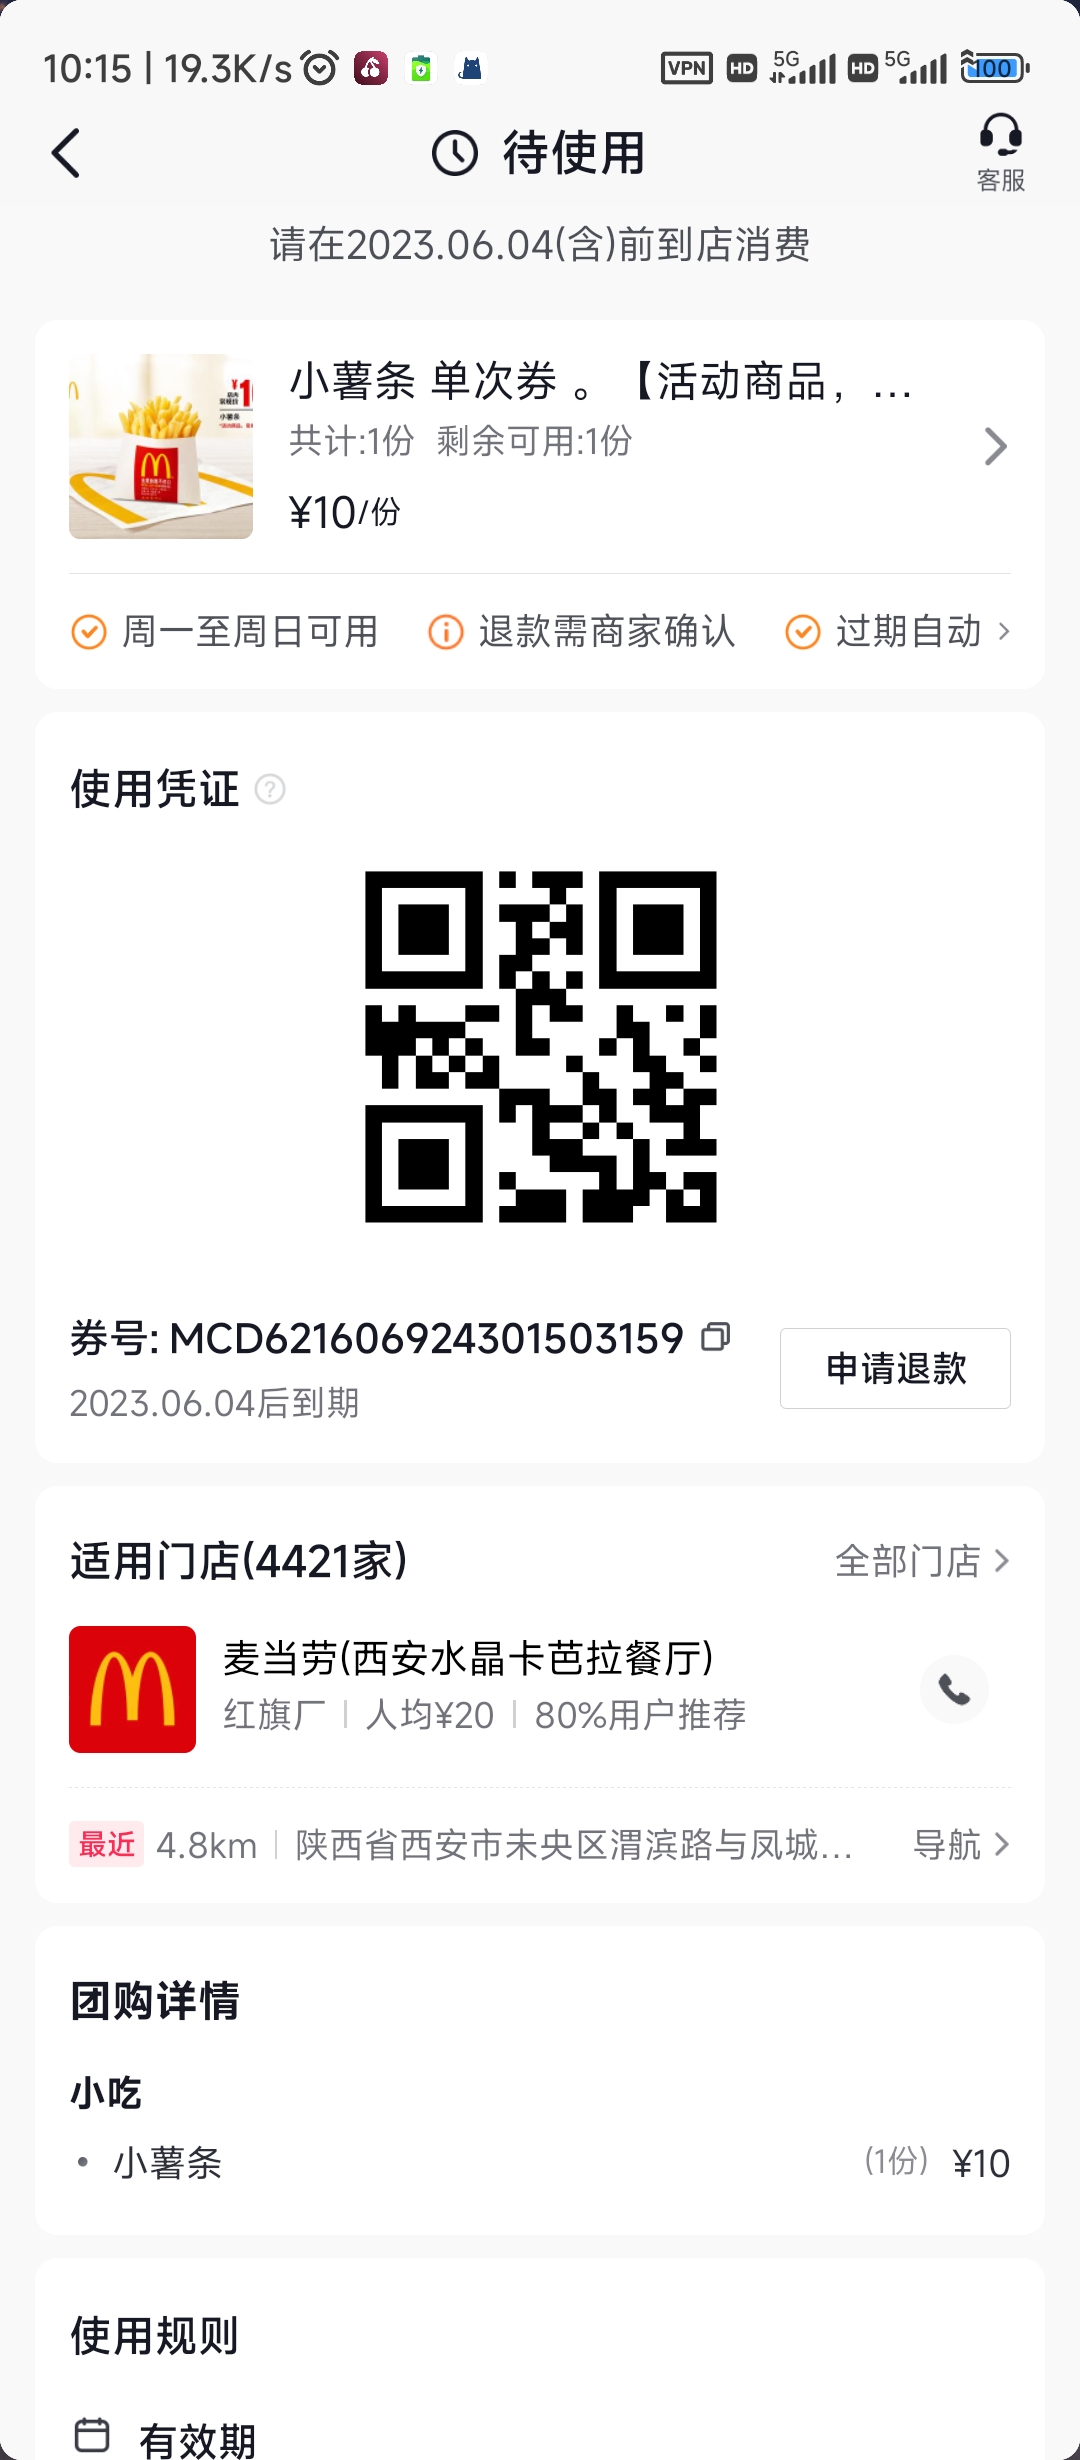 10:15 | 19.3K/s
VPN HD 5G HD 5G 100
待使用
客服
请在2023.06.04(含)前到店消费
小薯条 单次券 。【活动商品，...
共计:1份 剩余可用:1份
¥10/份
周一至周日可用 退款需商家确认 过期自动
使用凭证
券号: MCD621606924301503159
申请退款
2023.06.04后到期
适用门店(4421家)
全部门店
麦当劳(西安水晶卡芭拉餐厅)
红旗厂 | 人均¥20 | 80%用户推荐
最近 4.8km | 陕西省西安市未央区渭滨路与凤城...
导航
团购详情
小吃
• 小薯条 (1份) ¥10
使用规则
有效期